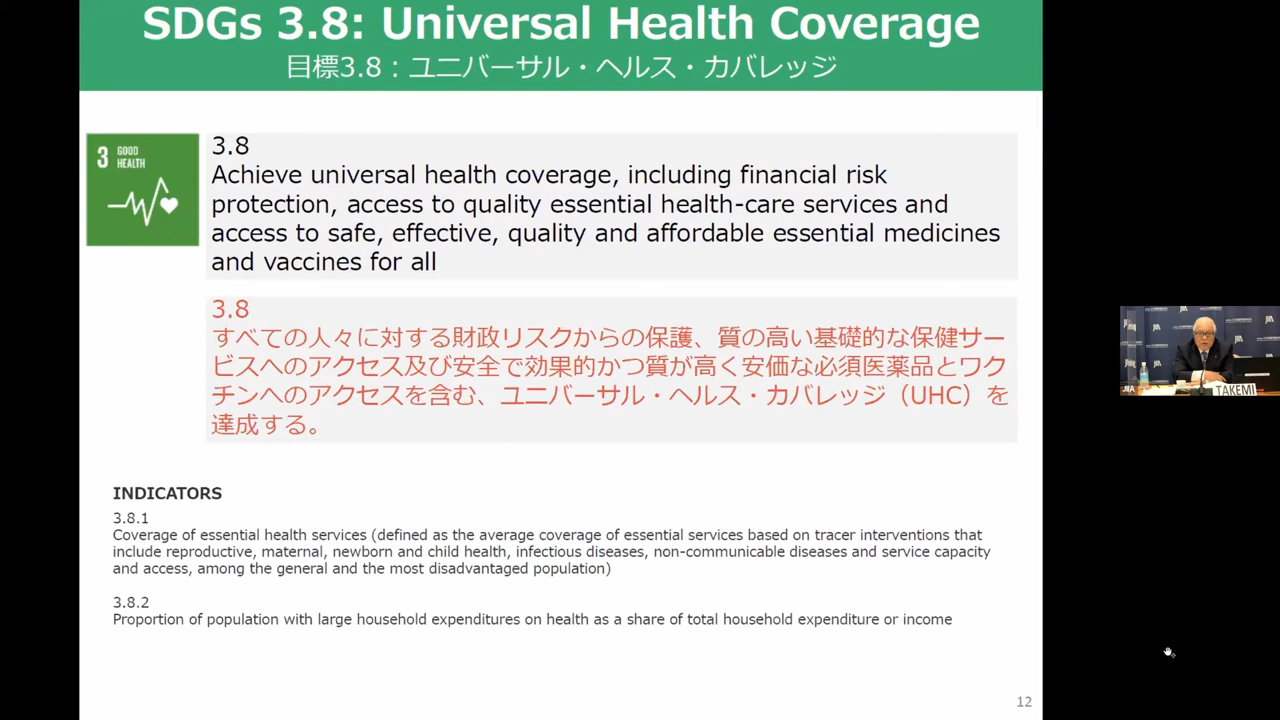 SDGs 3.8: Universal Health Coverage
目標3.8：ユニバーサル・ヘルス・カバレッジ
3 GOOD
HEALTH
3.8
Achieve universal health coverage, including financial risk
protection, access to quality essential health-care services and
access to safe, effective, quality and affordable essential medicines
and vaccines for all
3.8
すべての人々に対する財政リスクからの保護、質の高い基礎的な保健サー
ビスへのアクセス及び安全で効果的かつ質が高く安価な必須医薬品とワク
チンへのアクセスを含む、ユニバーサル・ヘルス・カバレッジ（UHC）を
達成する。
INDICATORS
3.8.1
Coverage of essential health services (defined as the average coverage of essential services based on tracer interventions that
include reproductive, maternal, newborn and child health, infectious diseases, non-communicable diseases and service capacity
and access, among the general and the most disadvantaged population)
3.8.2
Proportion of population with large household expenditures on health as a share of total household expenditure or income
12
TAKEMI